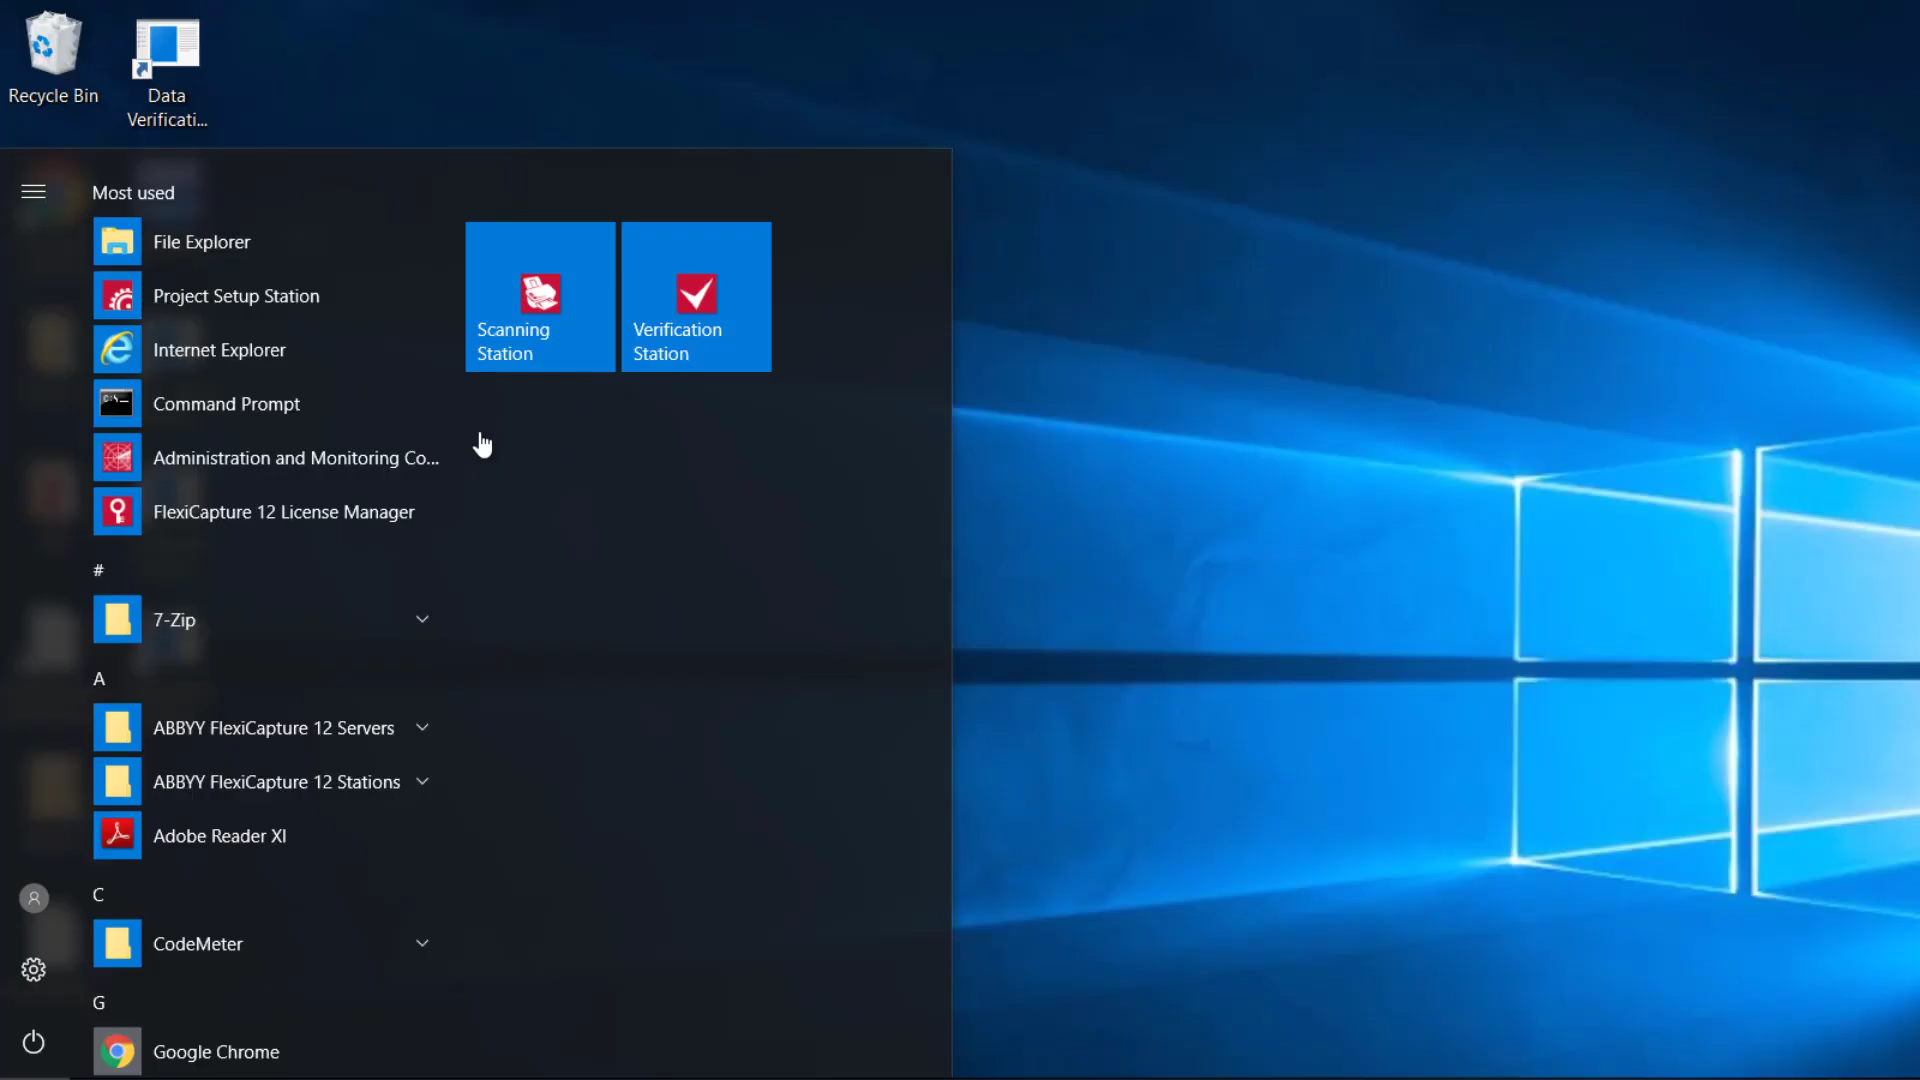 Recycle Bin
Data
Verificati...
Most used
File Explorer
Project Setup Station
Internet Explorer
Command Prompt
Administration and Monitoring Co...
FlexiCapture 12 License Manager
#
7-Zip
A
ABBYY FlexiCapture 12 Servers
ABBYY FlexiCapture 12 Stations
Adobe Reader XI
C
CodeMeter
G
Google Chrome
Scanning
Station
Verification
Station